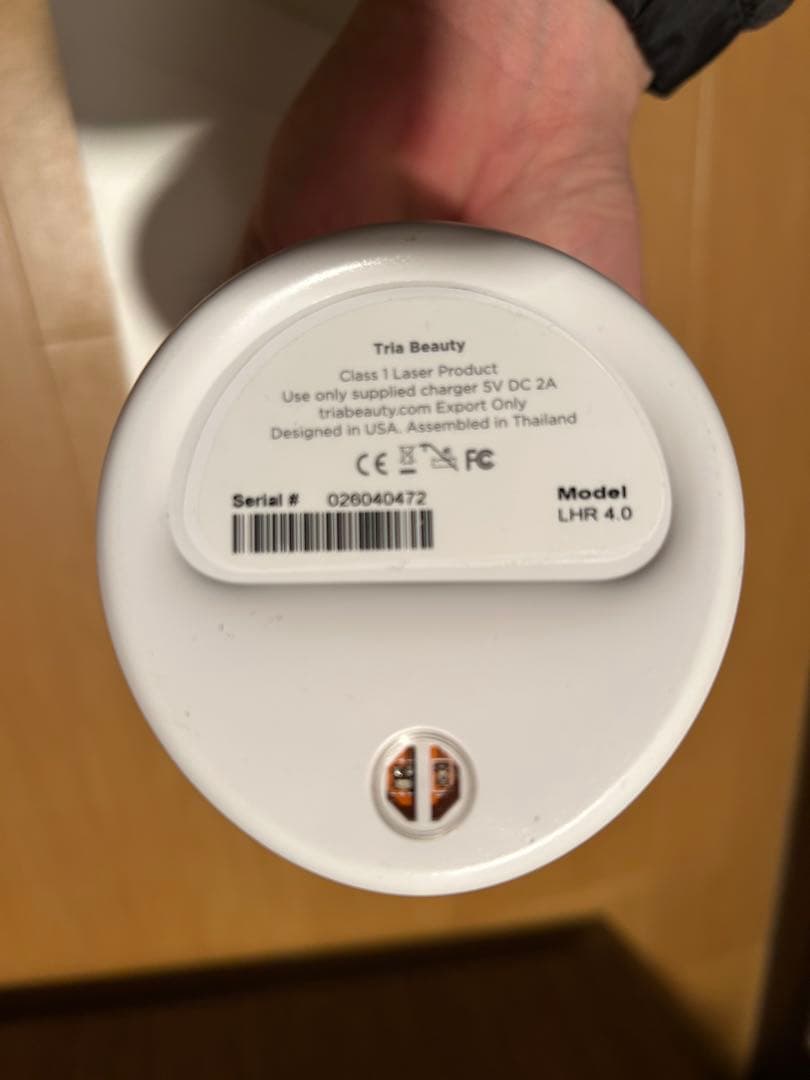 Tria Beauty
Class 1 Laser Product
Use only supplied charger 5V DC 2A
triabeauty.com Export Only
Designed in USA. Assembled in Thailand
CE FC
Serial # 026040472
Model
LHR 4.0